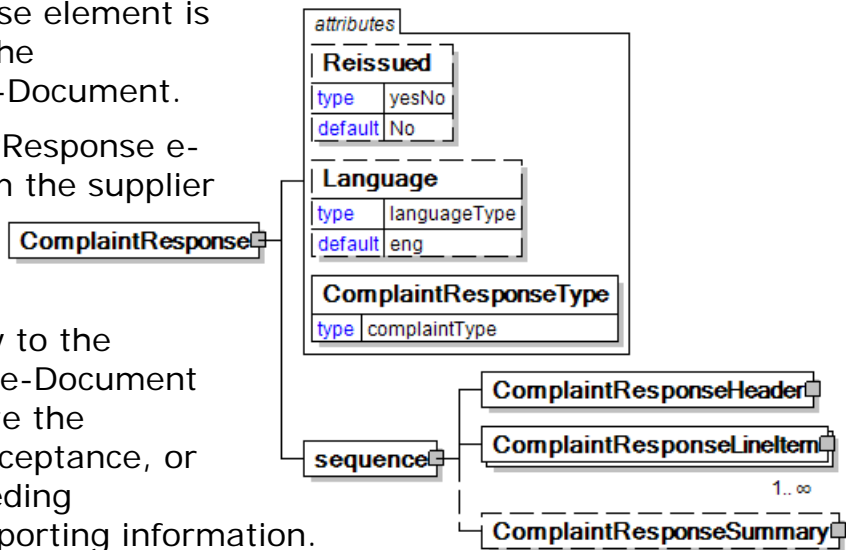 se element is
he
-Document.
Response e-
n the supplier
y to the
e-Document
e the
ceptance, or
eding
porting information.
ComplaintResponse
attributes
Reissued
type yesNo
default No
Language
type languageType
default eng
ComplaintResponseType
type complaintType
sequence
ComplaintResponseHeader
ComplaintResponseLineItem
1.. ∞
ComplaintResponseSummary